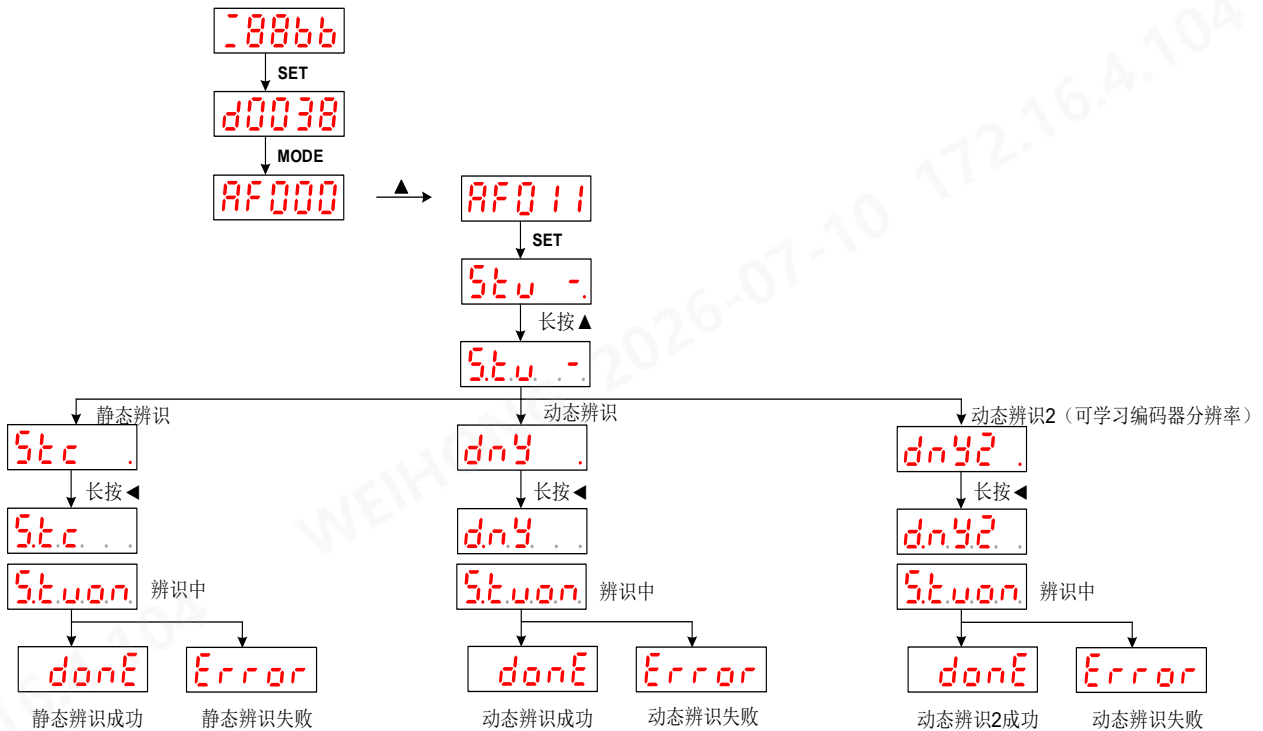 -_88bb
SET
d0038
MODE
AF000
▲
AF011
SET
Stu -.
长按▲
S.t.u. . -.
静态辨识
动态辨识
动态辨识2（可学习编码器分辨率）
Stc .
dnY .
dnY2 .
长按◀
长按◀
长按◀
S.t.c. . .
d.n.Y. . .
d.n.Y.2. .
S.t.u.o.n.
辨识中
S.t.u.o.n.
辨识中
S.t.u.o.n.
辨识中
donE
Error
donE
Error
donE
Error
静态辨识成功
静态辨识失败
动态辨识成功
动态辨识失败
动态辨识2成功
动态辨识失败
WEIHONG 2026-07-10 172.16.4.104
16.4.104